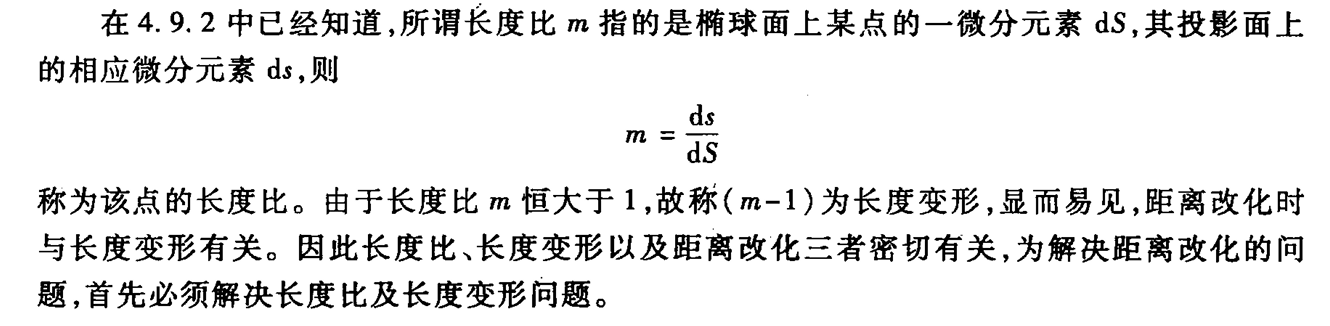 在 4.9.2 中已经知道,所谓长度比 m 指的是椭球面上某点的一微分元素 dS,其投影面上
的相应微分元素 ds,则
m = ds/dS
称为该点的长度比。由于长度比 m 恒大于 1,故称(m-1)为长度变形,显而易见,距离改化时
与长度变形有关。因此长度比、长度变形以及距离改化三者密切有关,为解决距离改化的问
题,首先必须解决长度比及长度变形问题。